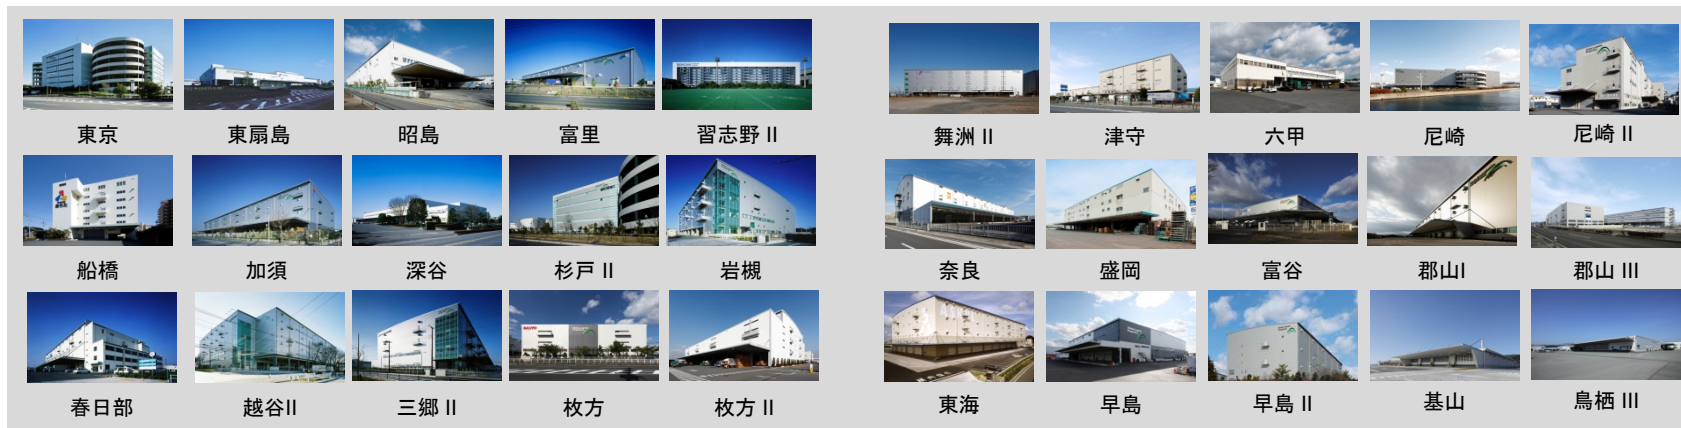 東京 東扇島 昭島 富里 習志野 II
舞洲 II 津守 六甲 尼崎 尼崎 II
船橋 加須 深谷 杉戸 II 岩槻
奈良 盛岡 富谷 郡山I 郡山 III
春日部 越谷II 三郷 II 枚方 枚方 II
東海 早島 早島 II 基山 鳥栖 III